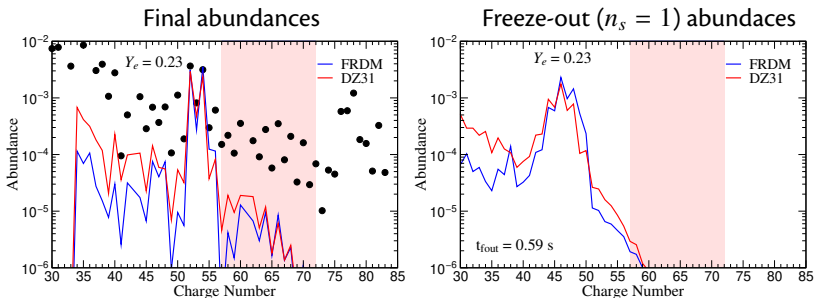 Final abundances
Freeze-out (nₛ = 1) abundaces
10⁻²
10⁻³
10⁻⁴
10⁻⁵
10⁻⁶
Abundance
Yₑ = 0.23
FRDM
DZ31
30 35 40 45 50 55 60 65 70 75 80 85
Charge Number
10⁻²
10⁻³
10⁻⁴
10⁻⁵
10⁻⁶
Abundance
Yₑ = 0.23
FRDM
DZ31
t_fout = 0.59 s
30 35 40 45 50 55 60 65 70 75 80 85
Charge Number